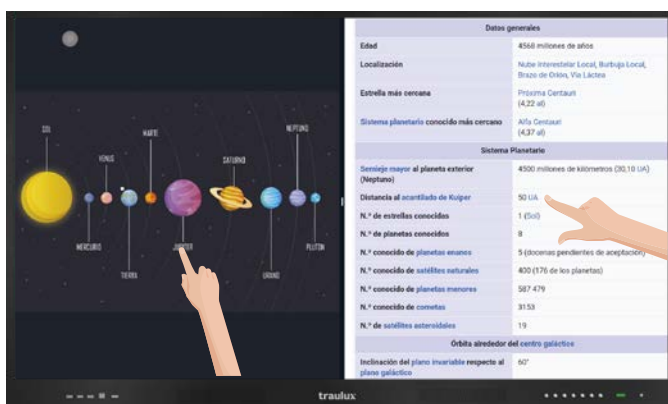 SOL
VENUS
MARTE
SATURNO
NEPTUNO
MERCURIO
TIERRA
JUPITER
URANO
PLUTON
Datos generales
Edad 4568 millones de años
Localización Nube Interestelar Local, Burbuja Local,
Brazo de Orión, Vía Láctea
Estrella más cercana Próxima Centauri
(4,22 al)
Sistema planetario conocido más cercano Alfa Centauri
(4,37 al)
Sistema Planetario
Semieje mayor al planeta exterior 4500 millones de kilómetros (30,10 UA)
(Neptuno)
Distancia al acantilado de Kuiper 50 UA
N.º de estrellas conocidas 1 (Sol)
N.º de planetas conocidos 8
N.º conocido de planetas enanos 5 (docenas pendientes de aceptación)
N.º conocido de satélites naturales 400 (176 de los planetas)
N.º conocido de planetas menores 587 479
N.º conocido de cometas 3153
N.º de satélites asteroidales 19
Órbita alrededor del centro galáctico
Inclinación del plano invariable respecto al 60°
plano galáctico
traulux